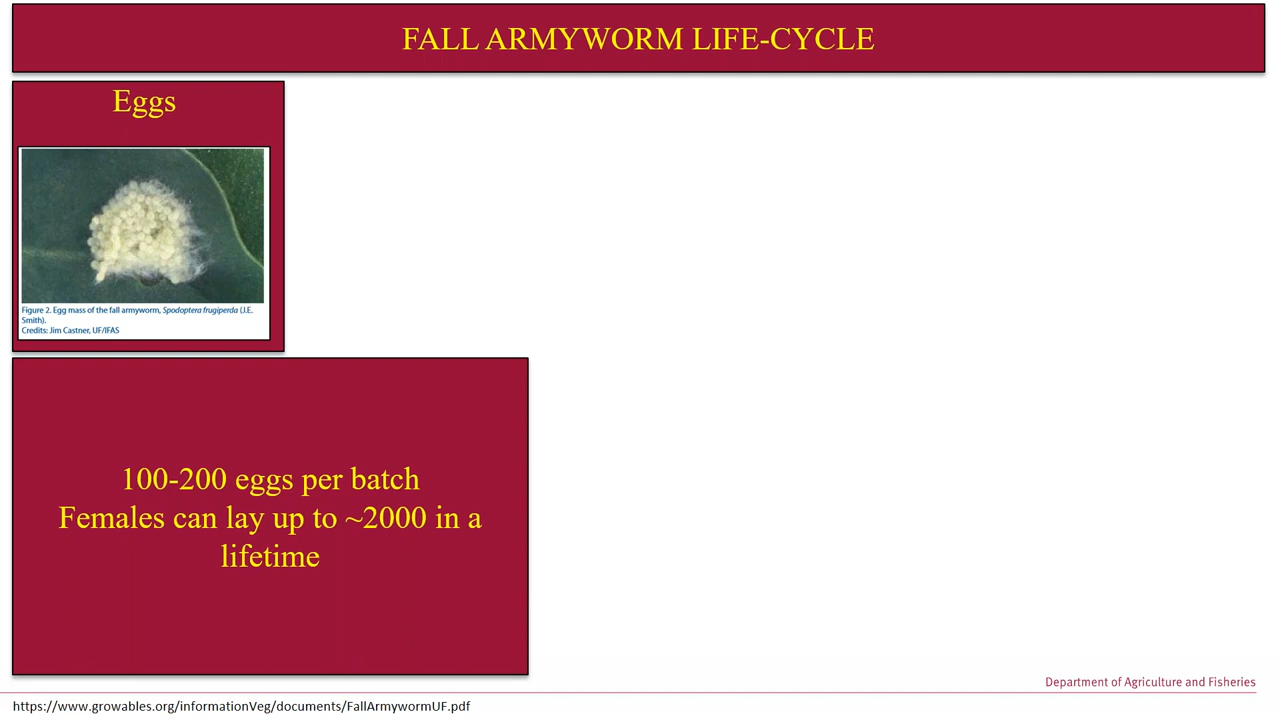 FALL ARMYWORM LIFE-CYCLE
Eggs
Figure 2. Egg mass of the fall armyworm, Spodoptera frugiperda (J.E.
Smith).
Credits: Jim Castner, UF/IFAS
100-200 eggs per batch
Females can lay up to ~2000 in a
lifetime
Department of Agriculture and Fisheries
https://www.growables.org/informationVeg/documents/FallArmywormUF.pdf